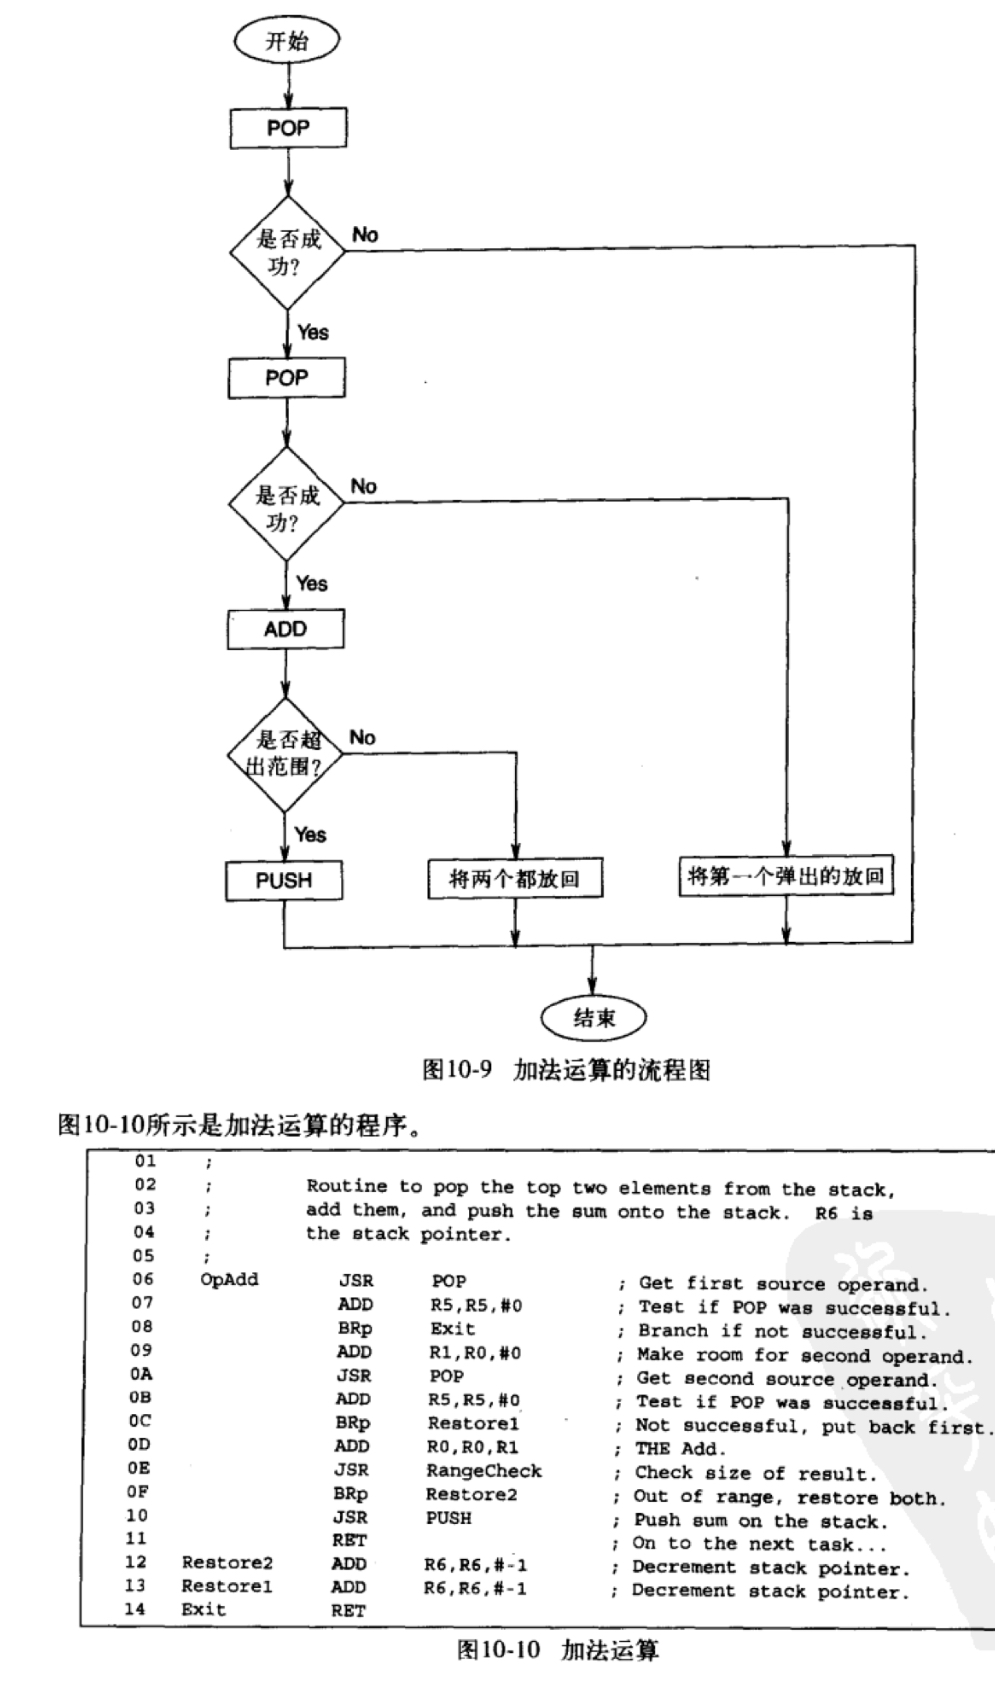 开始
POP
是否成
功?
No
Yes
POP
是否成
功?
No
Yes
ADD
是否超
出范围?
No
Yes
PUSH
将两个都放回
将第一个弹出的放回
结束
图10-9 加法运算的流程图
图10-10所示是加法运算的程序。
01 ;
02 ; Routine to pop the top two elements from the stack,
03 ; add them, and push the sum onto the stack. R6 is
04 ; the stack pointer.
05 ;
06 OpAdd JSR POP ; Get first source operand.
07 ADD R5,R5,#0 ; Test if POP was successful.
08 BRp Exit ; Branch if not successful.
09 ADD R1,R0,#0 ; Make room for second operand.
0A JSR POP ; Get second source operand.
0B ADD R5,R5,#0 ; Test if POP was successful.
0C BRp Restore1 ; Not successful, put back first.
0D ADD R0,R0,R1 ; THE Add.
0E JSR RangeCheck ; Check size of result.
0F BRp Restore2 ; Out of range, restore both.
10 JSR PUSH ; Push sum on the stack.
11 RET ; On to the next task...
12 Restore2 ADD R6,R6,#-1 ; Decrement stack pointer.
13 Restore1 ADD R6,R6,#-1 ; Decrement stack pointer.
14 Exit RET
图10-10 加法运算